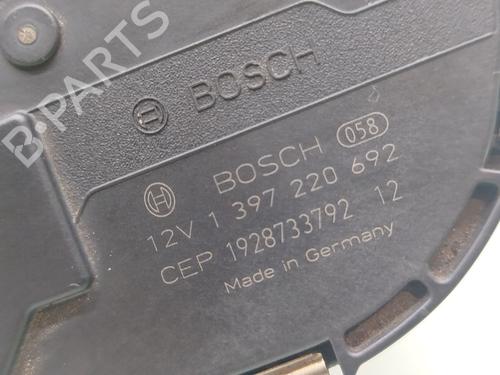 B-PARTS
BOSCH
BOSCH 058
12V 1 397 220 692
CEP 1928733792 12
Made in Germany